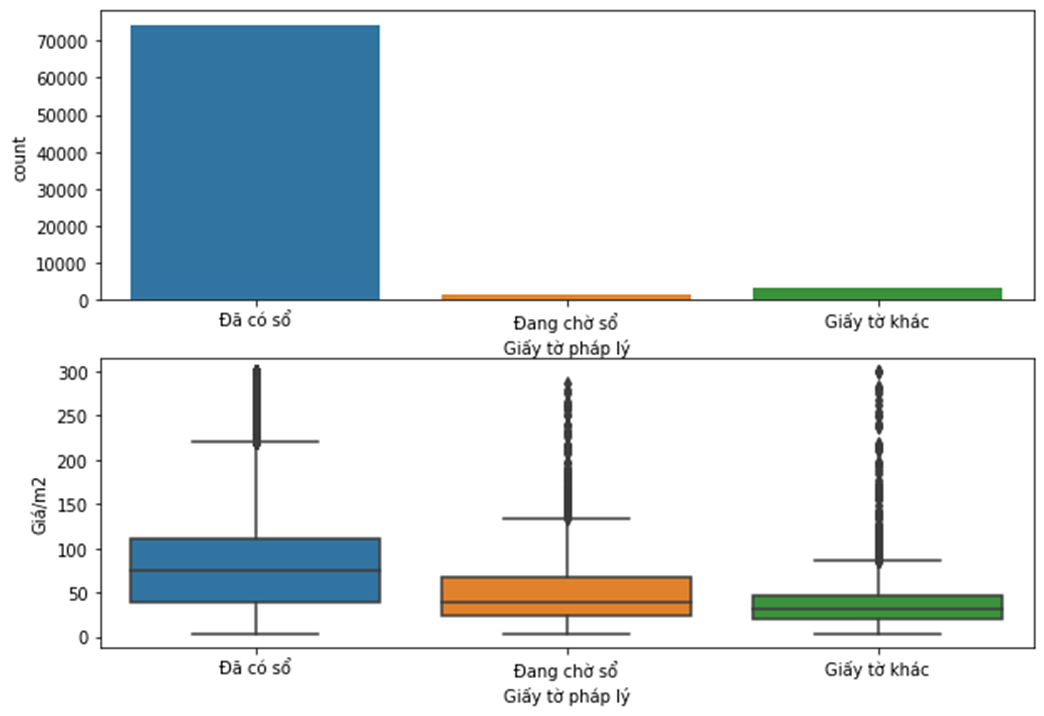 70000
60000
50000
40000
30000
20000
10000
0
count
Đã có sổ Đang chờ sổ Giấy tờ khác
Giấy tờ pháp lý
300
250
200
150
100
50
0
Giá/m2
Đã có sổ Đang chờ sổ Giấy tờ khác
Giấy tờ pháp lý